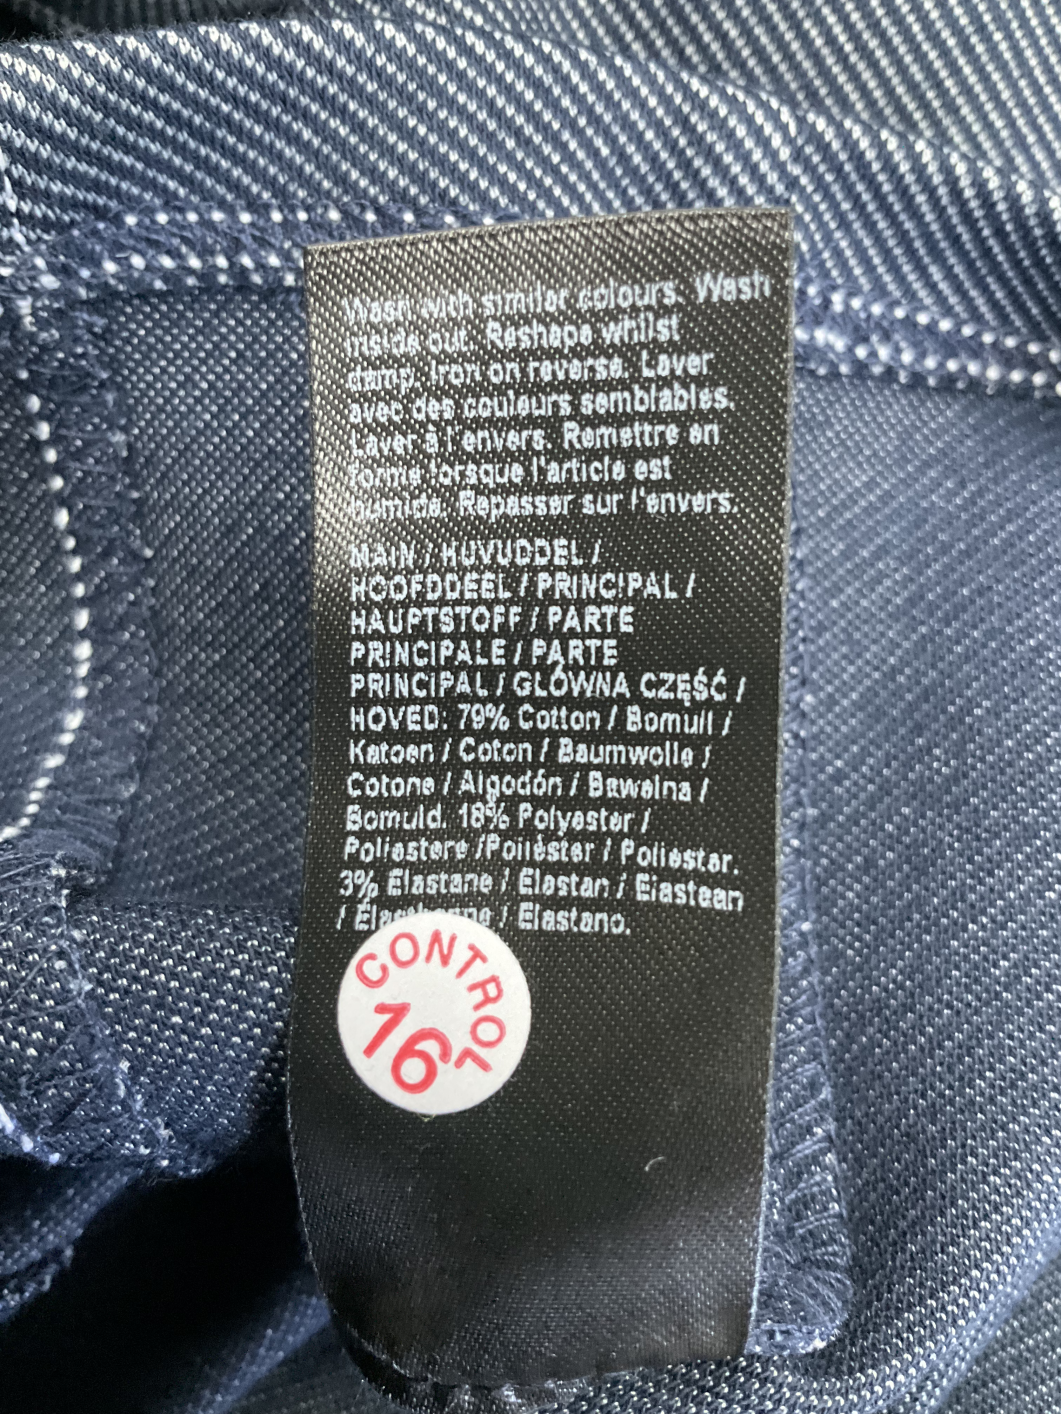 Wash with similar colours. Wash
inside out. Reshape whilst
damp. Iron on reverse. Laver
avec des couleurs semblables.
Laver à l'envers. Remettre en
forme lorsque l'article est
humide. Repasser sur l'envers.
MAIN / HUVUDDEL /
HOOFDDEEL / PRINCIPAL /
HAUPTSTOFF / PARTE
PRINCIPALE / PARTE
PRINCIPAL / GŁÓWNA CZĘŚĆ /
HOVED: 79% Cotton / Bomull /
Katoen / Coton / Baumwolle /
Cotone / Algodón / Bawełna /
Bomuld. 18% Polyester /
Poliestere /Polièster / Poliester.
3% Elastane / Elastan / Elastean
/ / Elastano.
CONTROL
16